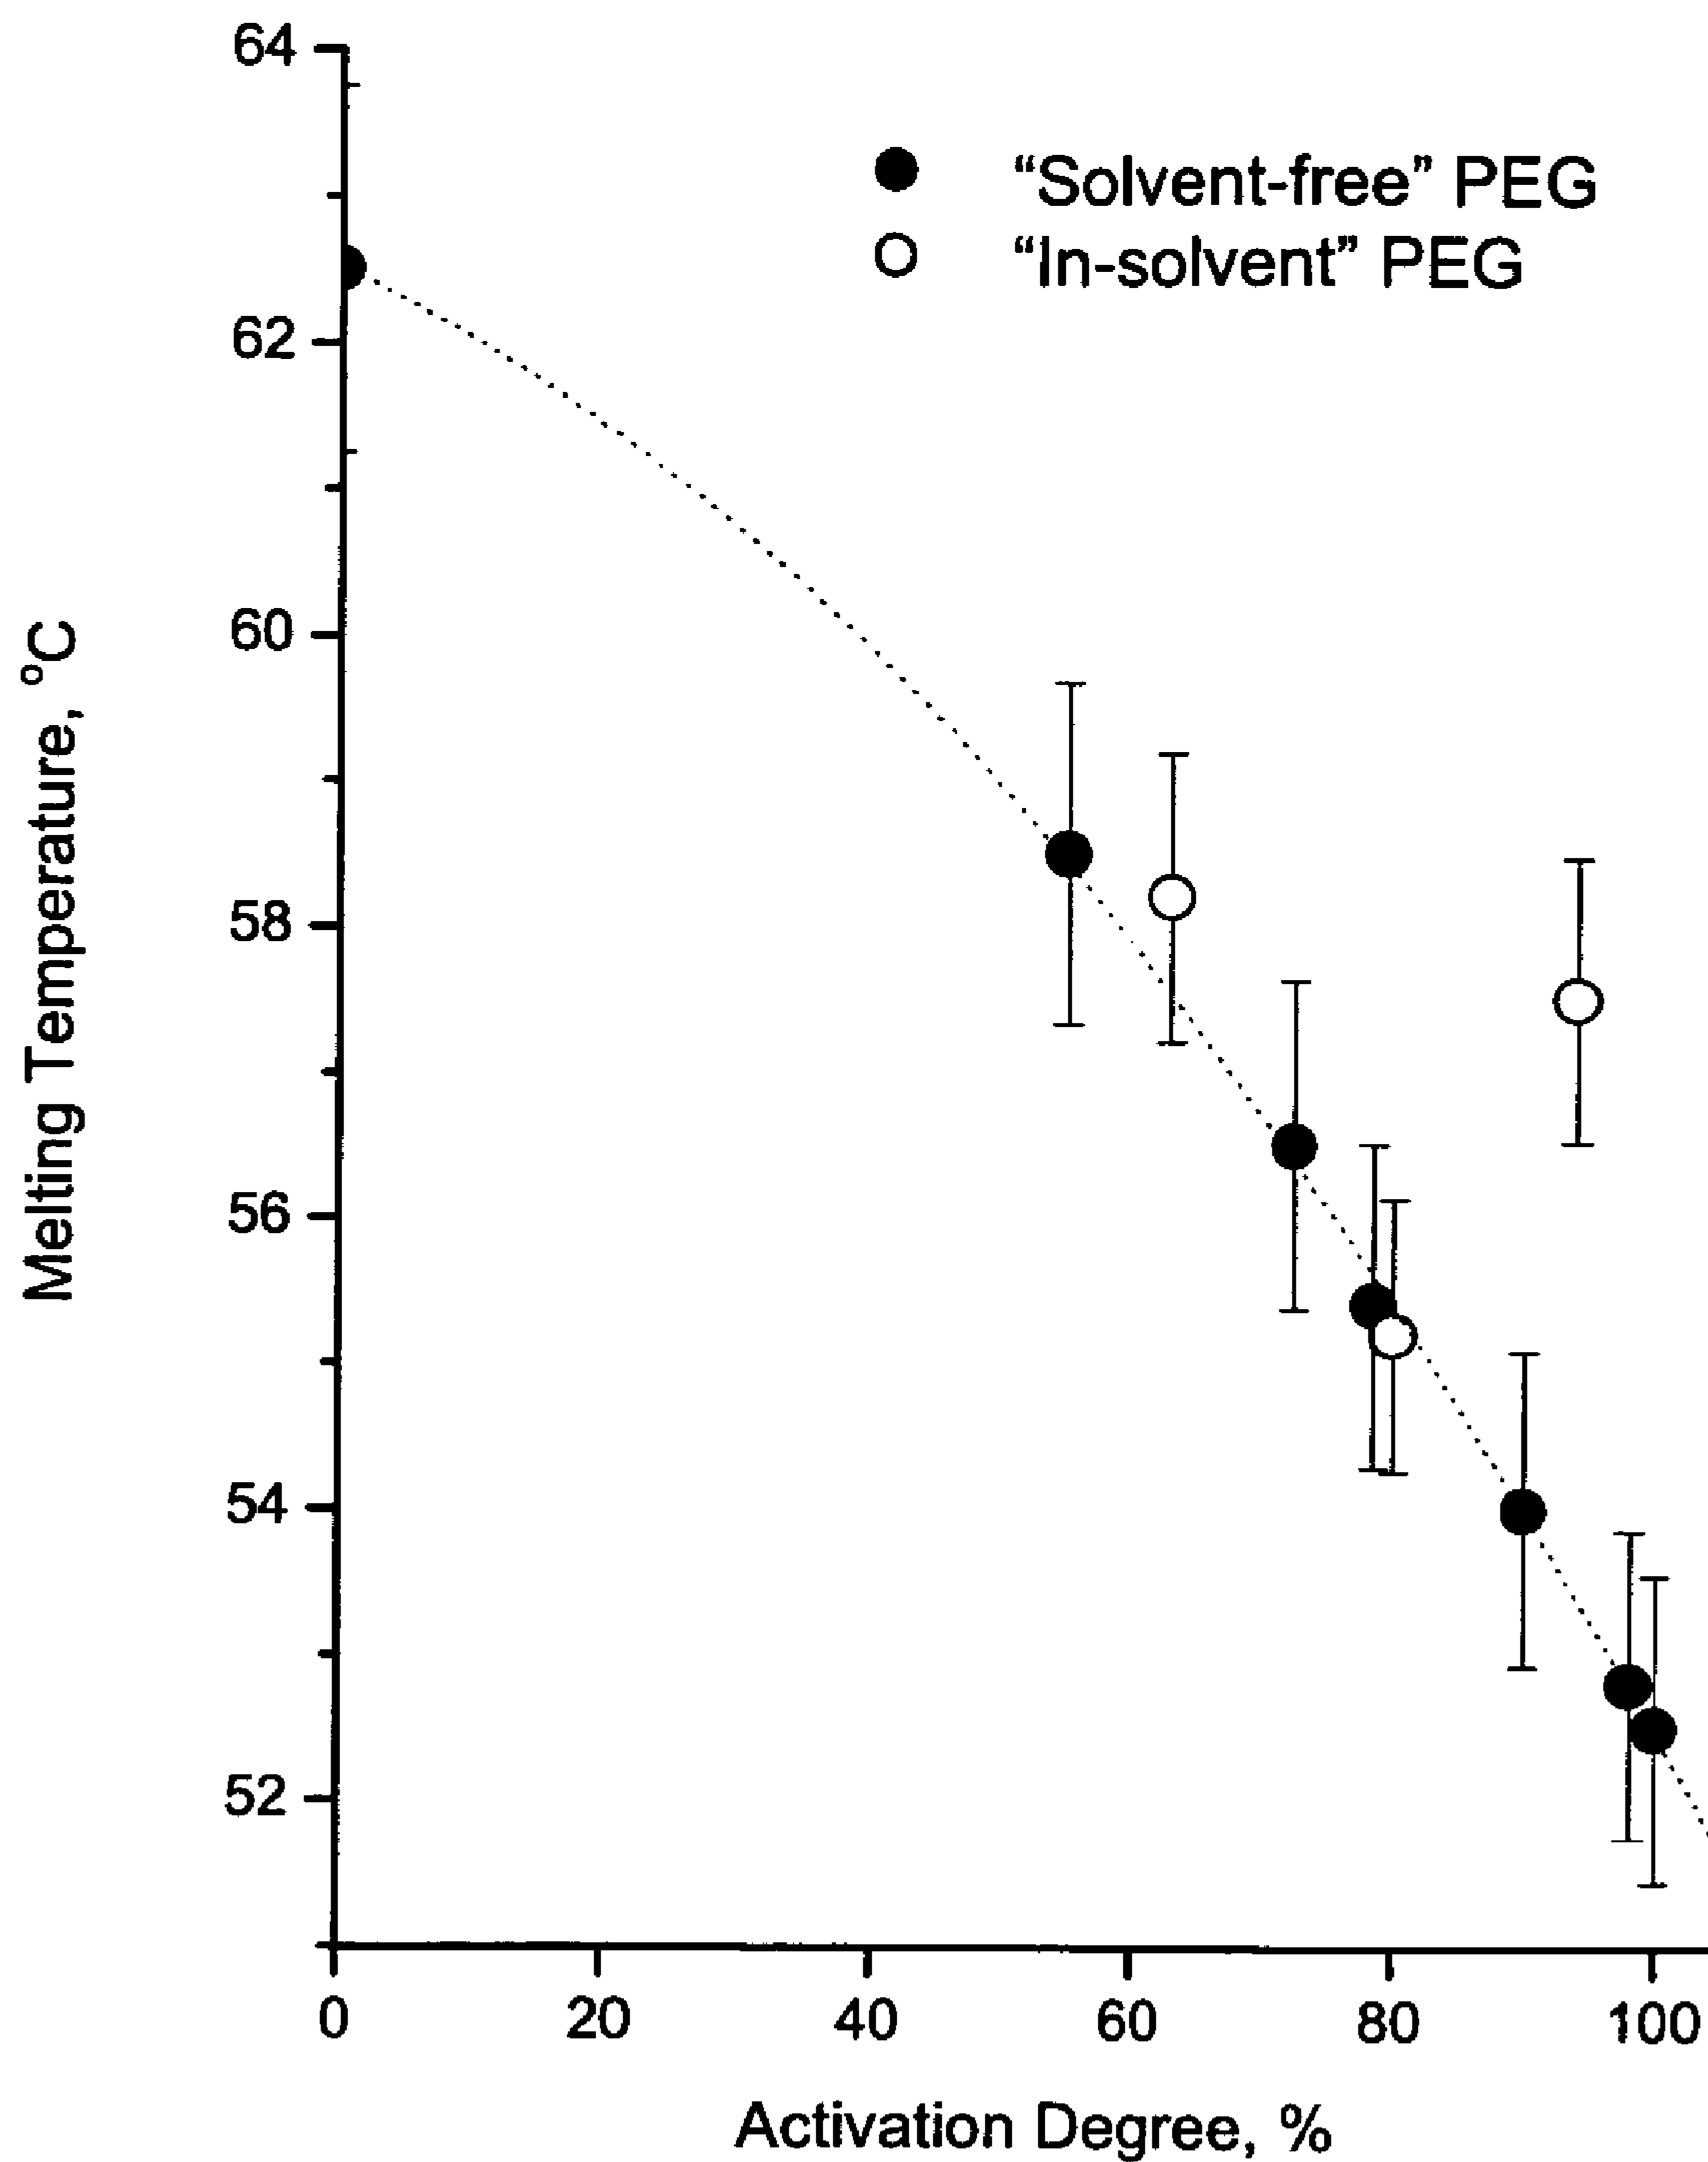 64
“Solvent-free” PEG
“In-solvent” PEG
62
60
58
56
54
52
Melting Temperature, °C
0 20 40 60 80 100
Activation Degree, %